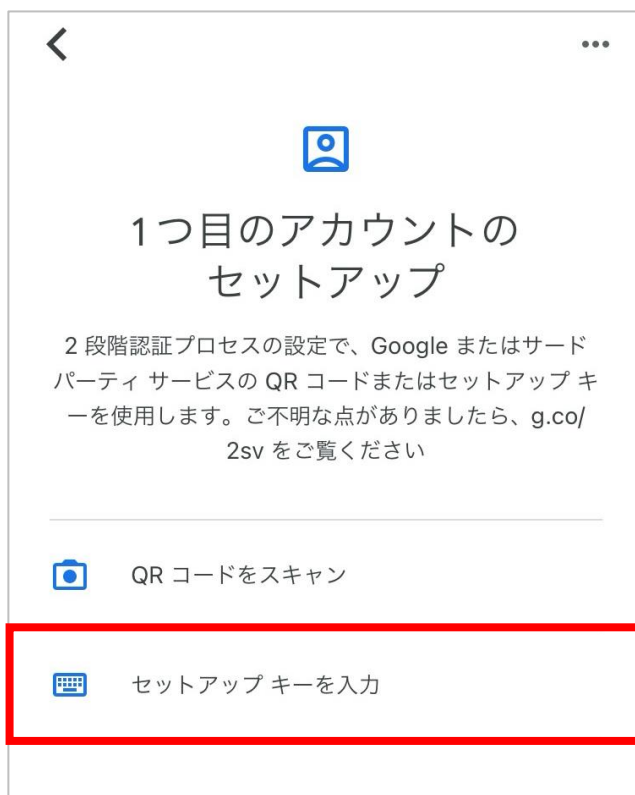 1つ目のアカウントの
セットアップ
2 段階認証プロセスの設定で、Google またはサード
パーティ サービスの QR コードまたはセットアップ キ
ーを使用します。ご不明な点がありましたら、g.co/
2sv をご覧ください
QR コードをスキャン
セットアップ キーを入力